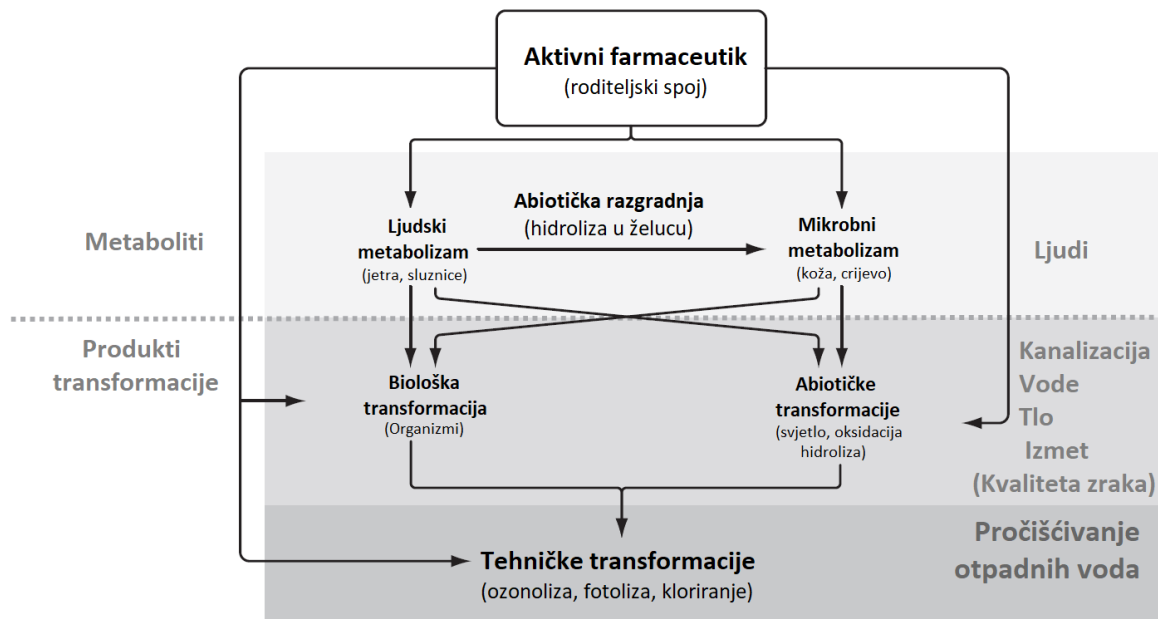 Aktivni farmaceutik
(roditeljski spoj)
Abiotička razgradnja
(hidroliza u želucu)
Ljudski
metabolizam
(jetra, sluznice)
Mikrobni
metabolizam
(koža, crijevo)
Metaboliti
Ljudi
Produkti
transformacije
Biološka
transformacija
(Organizmi)
Abiotičke
transformacije
(svjetlo, oksidacija
hidroliza)
Kanalizacija
Vode
Tlo
Izmet
(Kvaliteta zraka)
Tehničke transformacije
(ozonoliza, fotoliza, kloriranje)
Pročišćivanje
otpadnih voda